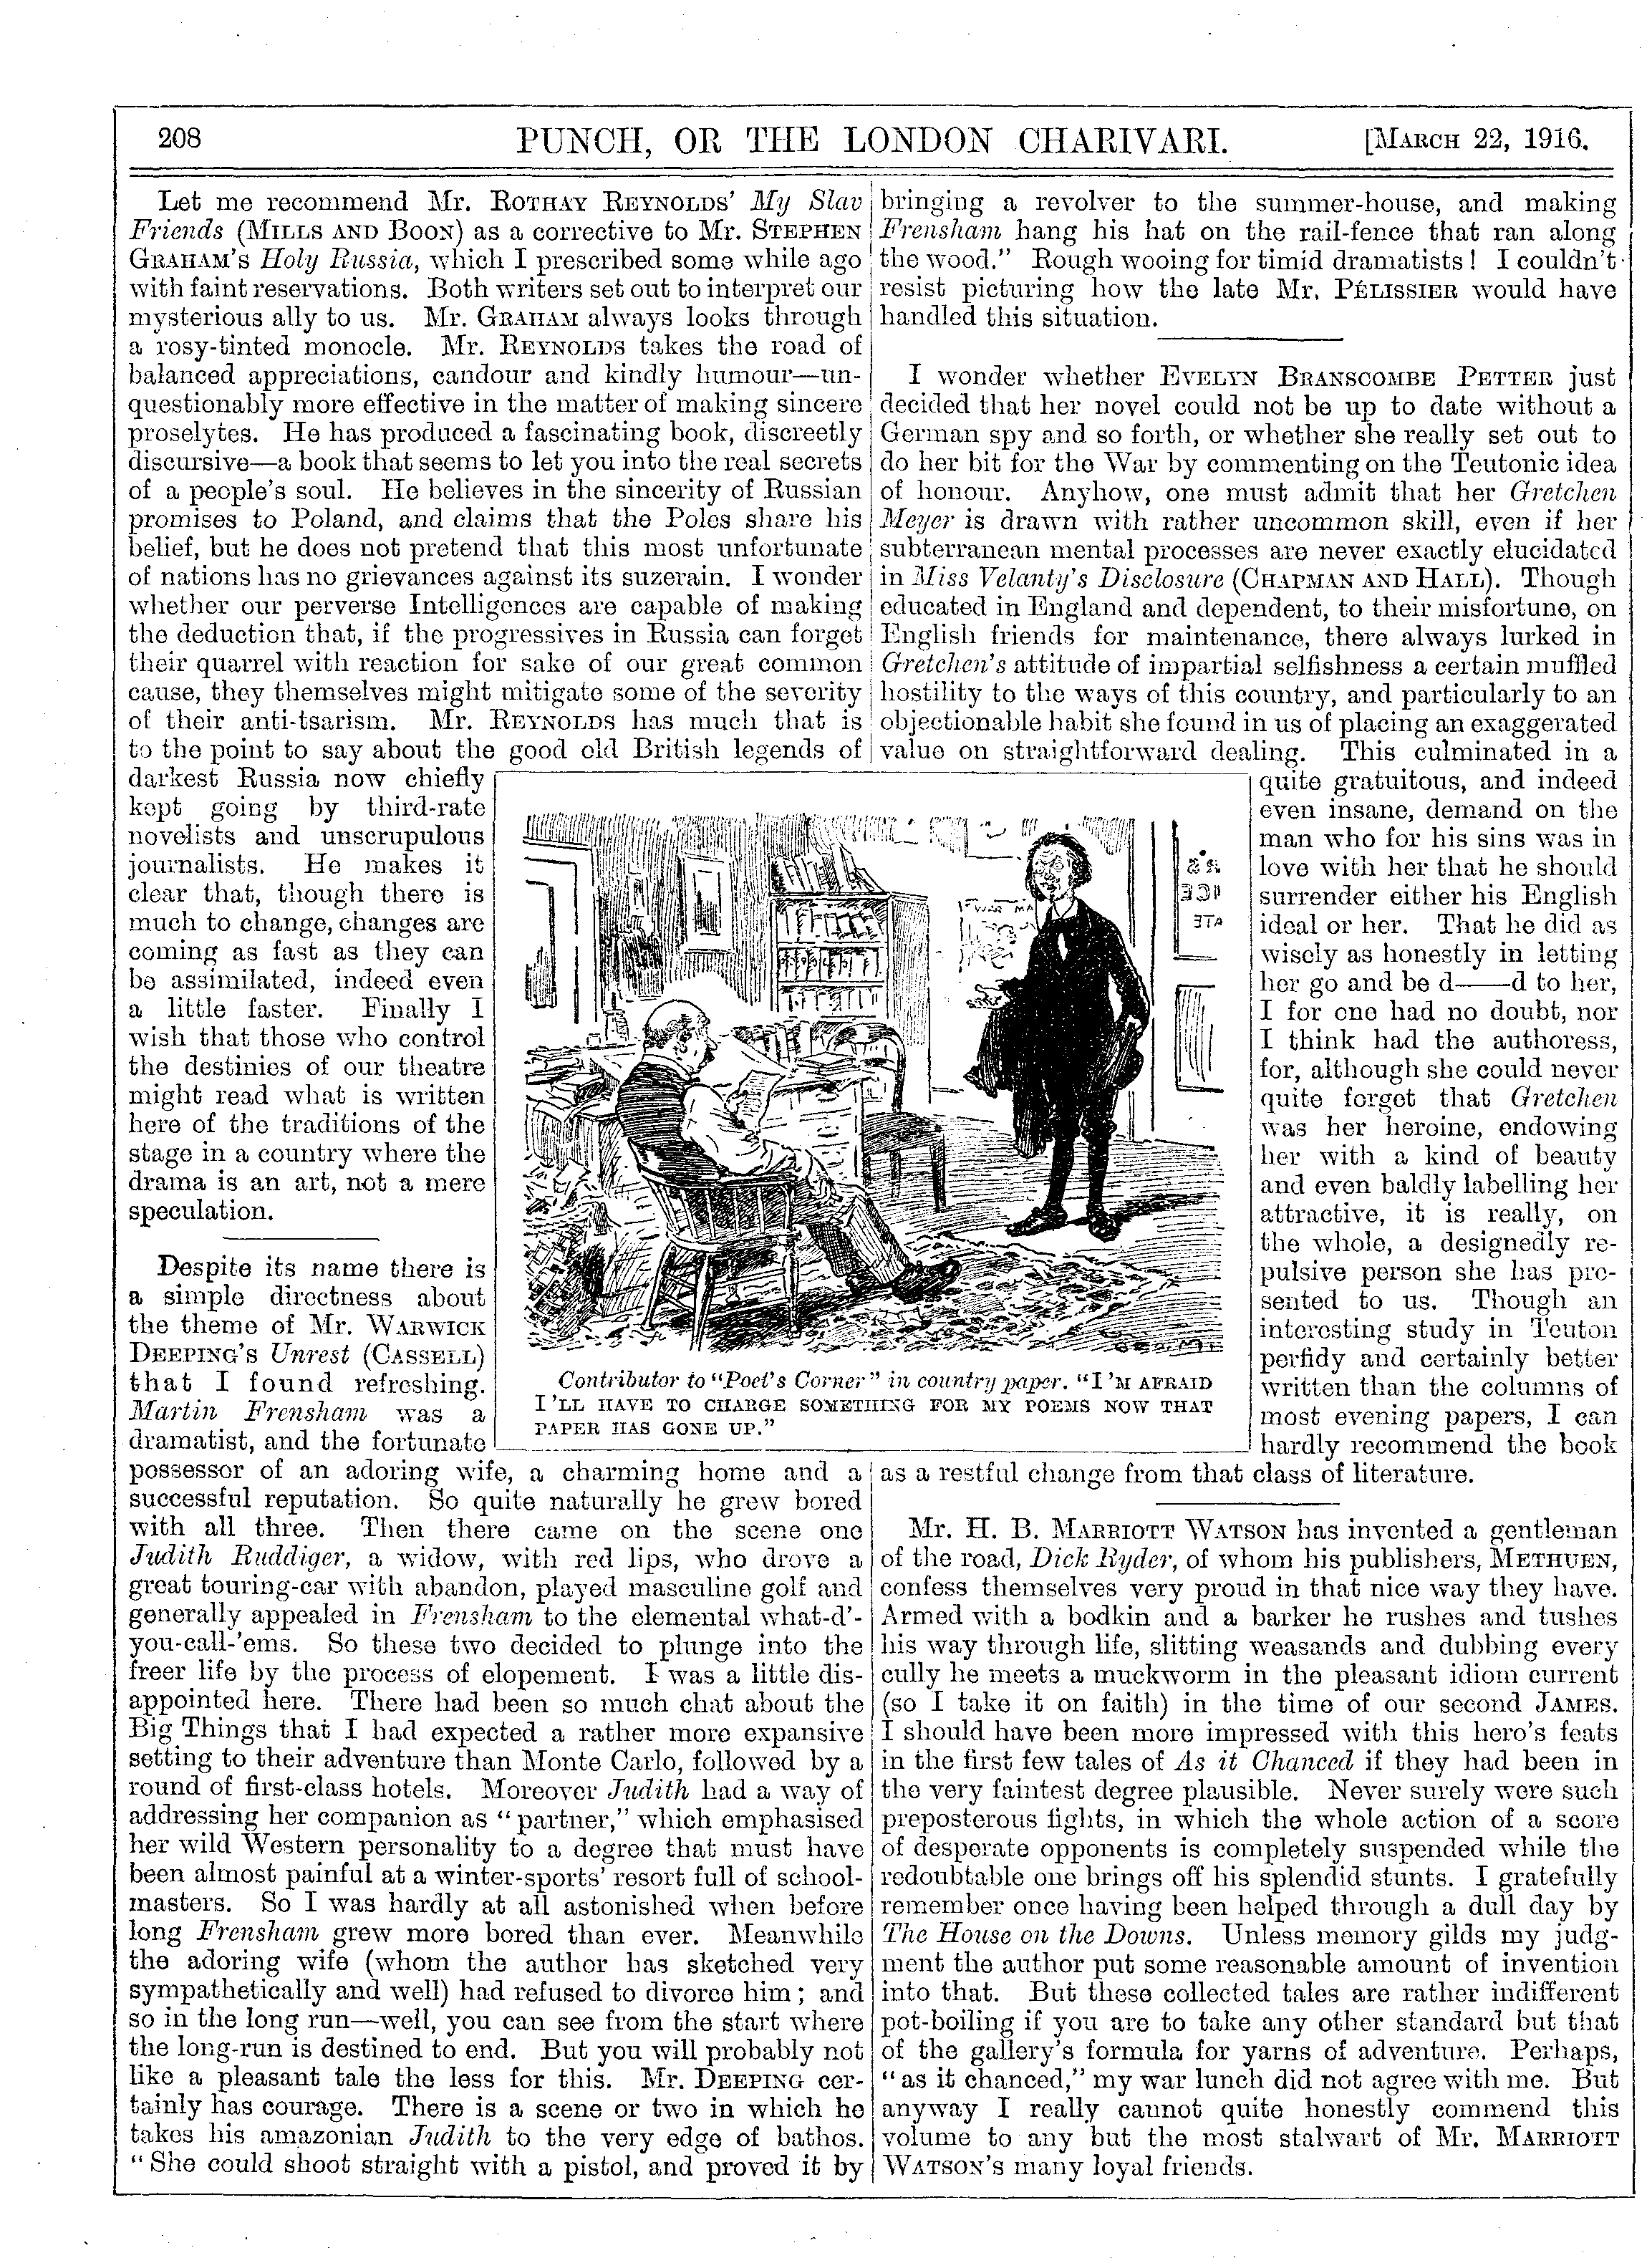 208
PUNCH, OR THE LONDON CHARIVARI.
[MARCH 22, 1916.
Let me recommend Mr. ROTHAY REYNOLDS' My Slav
Friends (MILLS AND BOON) as a corrective to Mr. STEPHEN
GRAHAM'S Holy Russia, which I prescribed some while ago
with faint reservations. Both writers set out to interpret our
mysterious ally to us. Mr. GRAHAM always looks through
a rosy-tinted monocle. Mr. REYNOLDS takes the road of
balanced appreciations, candour and kindly humour—un-
questionably more effective in the matter of making sincere
proselytes. He has produced a fascinating book, discreetly
discursive—a book that seems to let you into the real secrets
of a people's soul. He believes in the sincerity of Russian
promises to Poland, and claims that the Poles share his
belief, but he does not pretend that this most unfortunate
of nations has no grievances against its suzerain. I wonder
whether our perverse Intelligences are capable of making
the deduction that, if the progressives in Russia can forget
their quarrel with reaction for sake of our great common
cause, they themselves might mitigate some of the severity
of their anti-tsarism. Mr. REYNOLDS has much that is
to the point to say about the good old British legends of
darkest Russia now chiefly
kept going by third-rate
novelists and unscrupulous
journalists. He makes it
clear that, though there is
much to change, changes are
coming as fast as they can
be assimilated, indeed even
a little faster. Finally I
wish that those who control
the destinies of our theatre
might read what is written
here of the traditions of the
stage in a country where the
drama is an art, not a mere
speculation.
Despite its name there is
a simple directness about
the theme of Mr. WARWICK
DEEPING'S Unrest (CASSELL)
that I found refreshing.
Martin Frensham was a
dramatist, and the fortunate
possessor of an adoring wife, a charming home and a
successful reputation. So quite naturally he grew bored
with all three. Then there came on the scene one
Judith Ruddiger, a widow, with red lips, who drove a
great touring-car with abandon, played masculine golf and
generally appealed in Frensham to the elemental what-d'-
you-call-'ems. So these two decided to plunge into the
freer life by the process of elopement. I was a little dis-
appointed here. There had been so much chat about the
Big Things that I had expected a rather more expansive
setting to their adventure than Monte Carlo, followed by a
round of first-class hotels. Moreover Judith had a way of
addressing her companion as "partner," which emphasised
her wild Western personality to a degree that must have
been almost painful at a winter-sports' resort full of school-
masters. So I was hardly at all astonished when before
long Frensham grew more bored than ever. Meanwhile
the adoring wife (whom the author has sketched very
sympathetically and well) had refused to divorce him; and
so in the long run—well, you can see from the start where
the long-run is destined to end. But you will probably not
like a pleasant tale the less for this. Mr. DEEPING cer-
tainly has courage. There is a scene or two in which he
takes his amazonian Judith to the very edge of bathos.
"She could shoot straight with a pistol, and proved it by
bringing a revolver to the summer-house, and making
Frensham hang his hat on the rail-fence that ran along
the wood." Rough wooing for timid dramatists! I couldn't
resist picturing how the late Mr. PÉLISSIER would have
handled this situation.
I wonder whether EVELYN BRANSCOMBE PETTER just
decided that her novel could not be up to date without a
German spy and so forth, or whether she really set out to
do her bit for the War by commenting on the Teutonic idea
of honour. Anyhow, one must admit that her Gretchen
Meyer is drawn with rather uncommon skill, even if her
subterranean mental processes are never exactly elucidated
in Miss Velanty's Disclosure (CHAPMAN AND HALL). Though
educated in England and dependent, to their misfortune, on
English friends for maintenance, there always lurked in
Gretchen's attitude of impartial selfishness a certain muffled
hostility to the ways of this country, and particularly to an
objectionable habit she found in us of placing an exaggerated
value on straightforward dealing. This culminated in a
quite gratuitous, and indeed
even insane, demand on the
man who for his sins was in
love with her that he should
surrender either his English
ideal or her. That he did as
wisely as honestly in letting
her go and be d——d to her,
I for one had no doubt, nor
I think had the authoress,
for, although she could never
quite forget that Gretchen
was her heroine, endowing
her with a kind of beauty
and even baldly labelling her
attractive, it is really, on
the whole, a designedly re-
pulsive person she has pre-
sented to us. Though an
interesting study in Teuton
perfidy and certainly better
written than the columns of
most evening papers, I can
hardly recommend the book
as a restful change from that class of literature.
Mr. H. B. MARRIOTT WATSON has invented a gentleman
of the road, Dick Ryder, of whom his publishers, METHUEN,
confess themselves very proud in that nice way they have.
Armed with a bodkin and a barker he rushes and tushes
his way through life, slitting weasands and dubbing every
cully he meets a muckworm in the pleasant idiom current
(so I take it on faith) in the time of our second JAMES.
I should have been more impressed with this hero's feats
in the first few tales of As it Chanced if they had been in
the very faintest degree plausible. Never surely were such
preposterous fights, in which the whole action of a score
of desperate opponents is completely suspended while the
redoubtable one brings off his splendid stunts. I gratefully
remember once having been helped through a dull day by
The House on the Downs. Unless memory gilds my judg-
ment the author put some reasonable amount of invention
into that. But these collected tales are rather indifferent
pot-boiling if you are to take any other standard but that
of the gallery's formula for yarns of adventure. Perhaps,
"as it chanced," my war lunch did not agree with me. But
anyway I really cannot quite honestly commend this
volume to any but the most stalwart of Mr. MARRIOTT
WATSON'S many loyal friends.
WAR MA
Contributor to "Poet's Corner" in country paper. "I'M AFRAID
I'LL HAVE TO CHARGE SOMETHING FOR MY POEMS NOW THAT
PAPER HAS GONE UP."